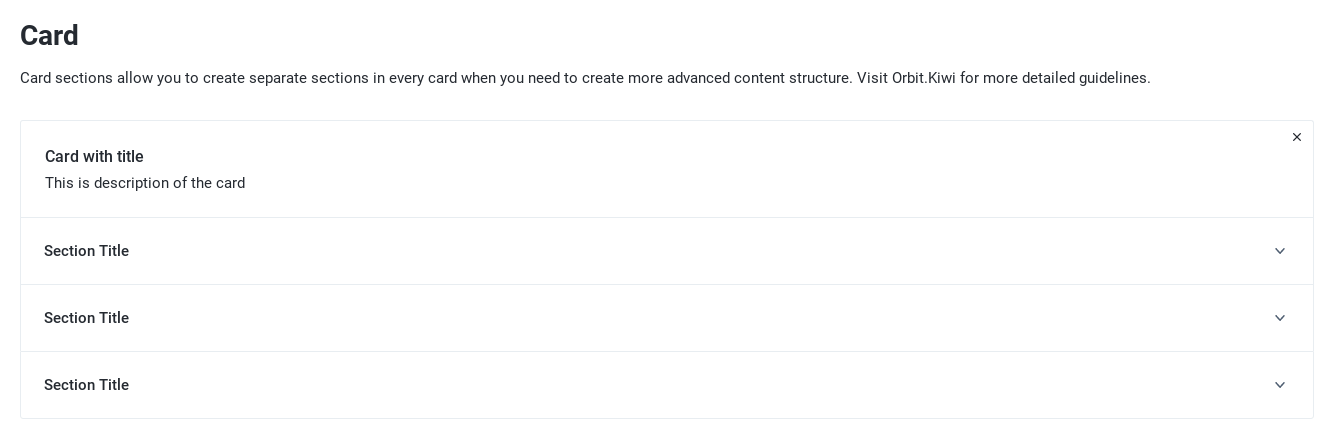 Card
Card sections allow you to create separate sections in every card when you need to create more advanced content structure. Visit Orbit.Kiwi for more detailed guidelines.
Card with title
This is description of the card
Section Title
Section Title
Section Title